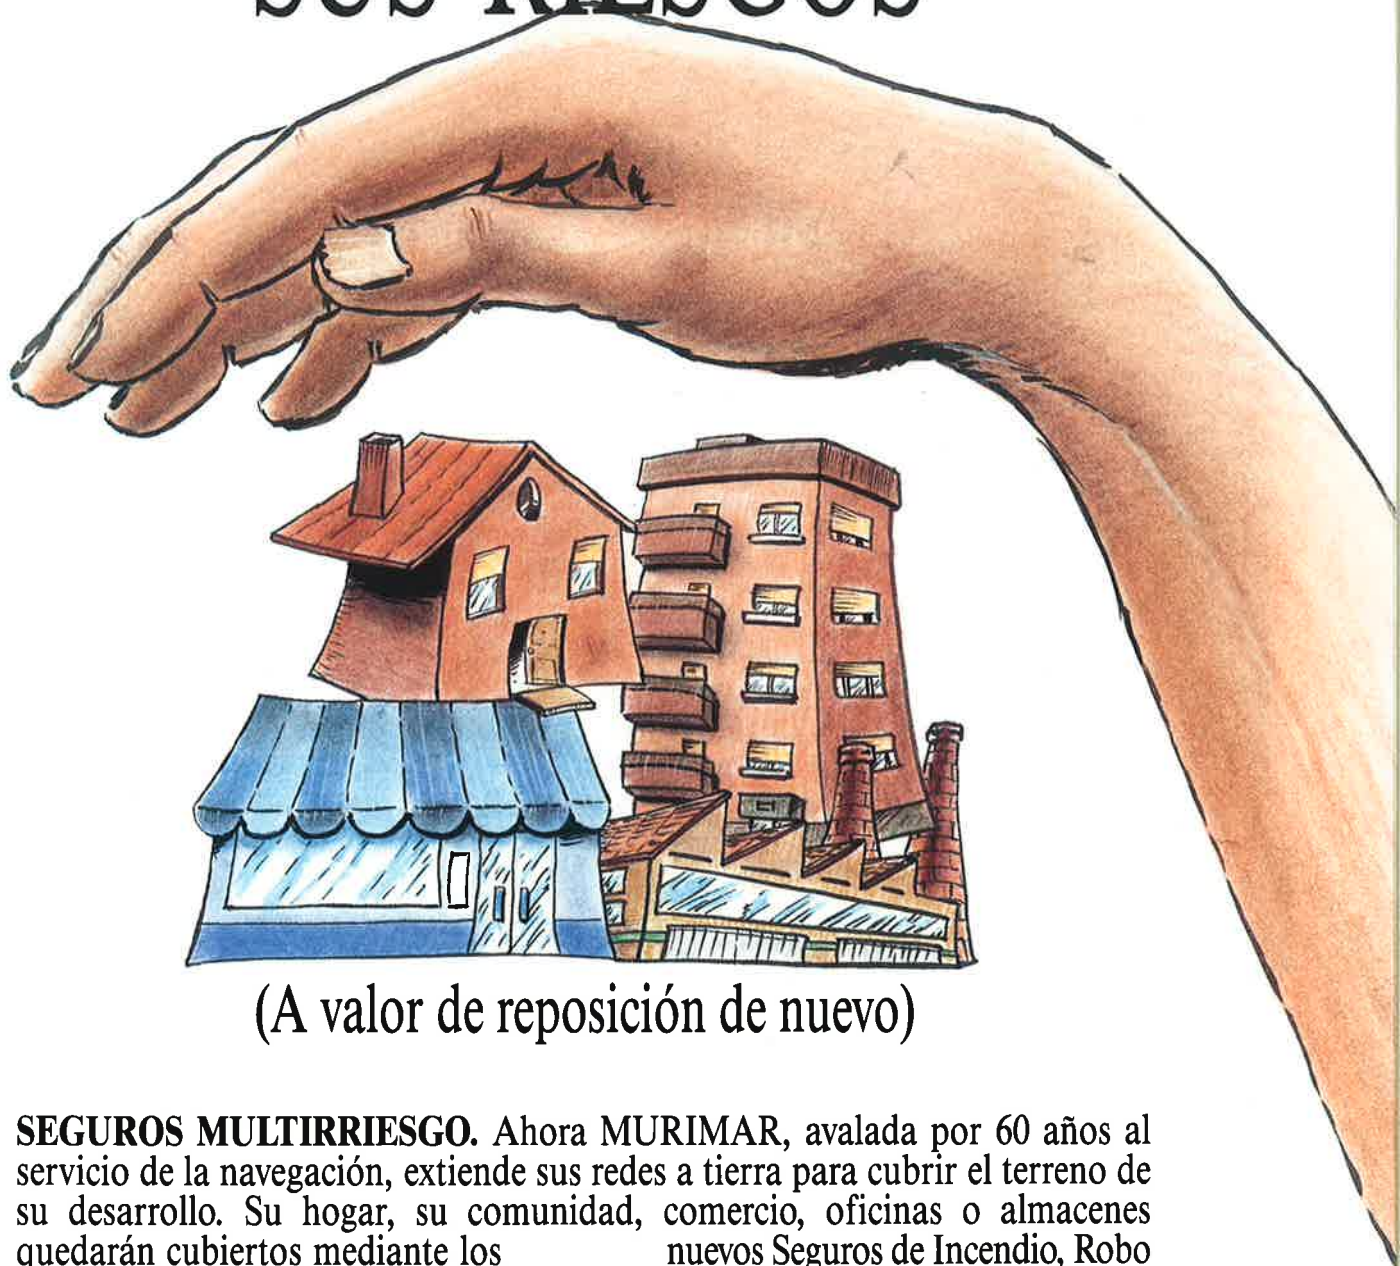 SUS RIESGOS
(A valor de reposición de nuevo)
SEGUROS MULTIRRIESGO. Ahora MURIMAR, avalada por 60 años al
servicio de la navegación, extiende sus redes a tierra para cubrir el terreno de
su desarrollo. Su hogar, su comunidad, comercio, oficinas o almacenes
quedarán cubiertos mediante los nuevos Seguros de Incendio, Robo